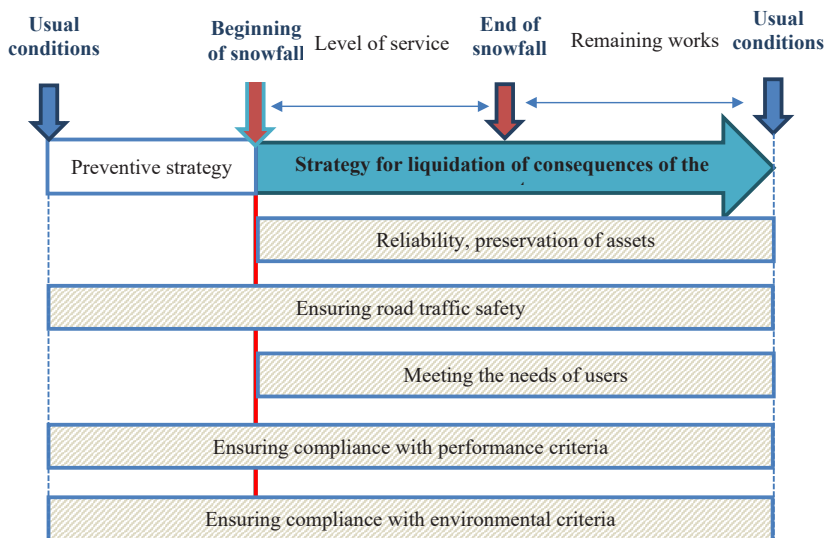 Usual
conditions
Beginning
of snowfall
Level of service
End of
snowfall
Remaining works
Usual
conditions
Preventive strategy
Strategy for liquidation of consequences of the
Reliability, preservation of assets
Ensuring road traffic safety
Meeting the needs of users
Ensuring compliance with performance criteria
Ensuring compliance with environmental criteria